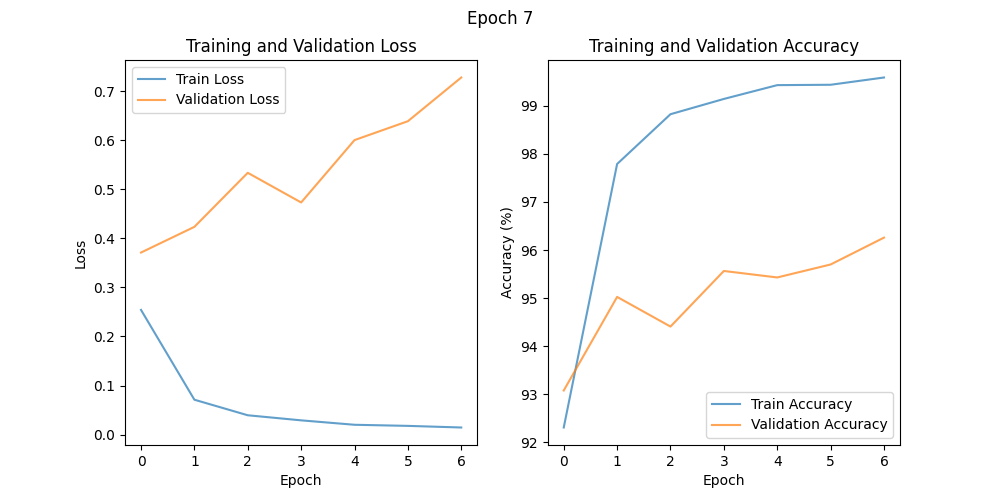 Epoch 7
Training and Validation Loss
Train Loss
Validation Loss
0.7
0.6
0.5
0.4
0.3
0.2
0.1
0.0
Loss
0 1 2 3 4 5 6
Epoch
Training and Validation Accuracy
99
98
97
96
95
94
93
92
Accuracy (%)
Train Accuracy
Validation Accuracy
0 1 2 3 4 5 6
Epoch